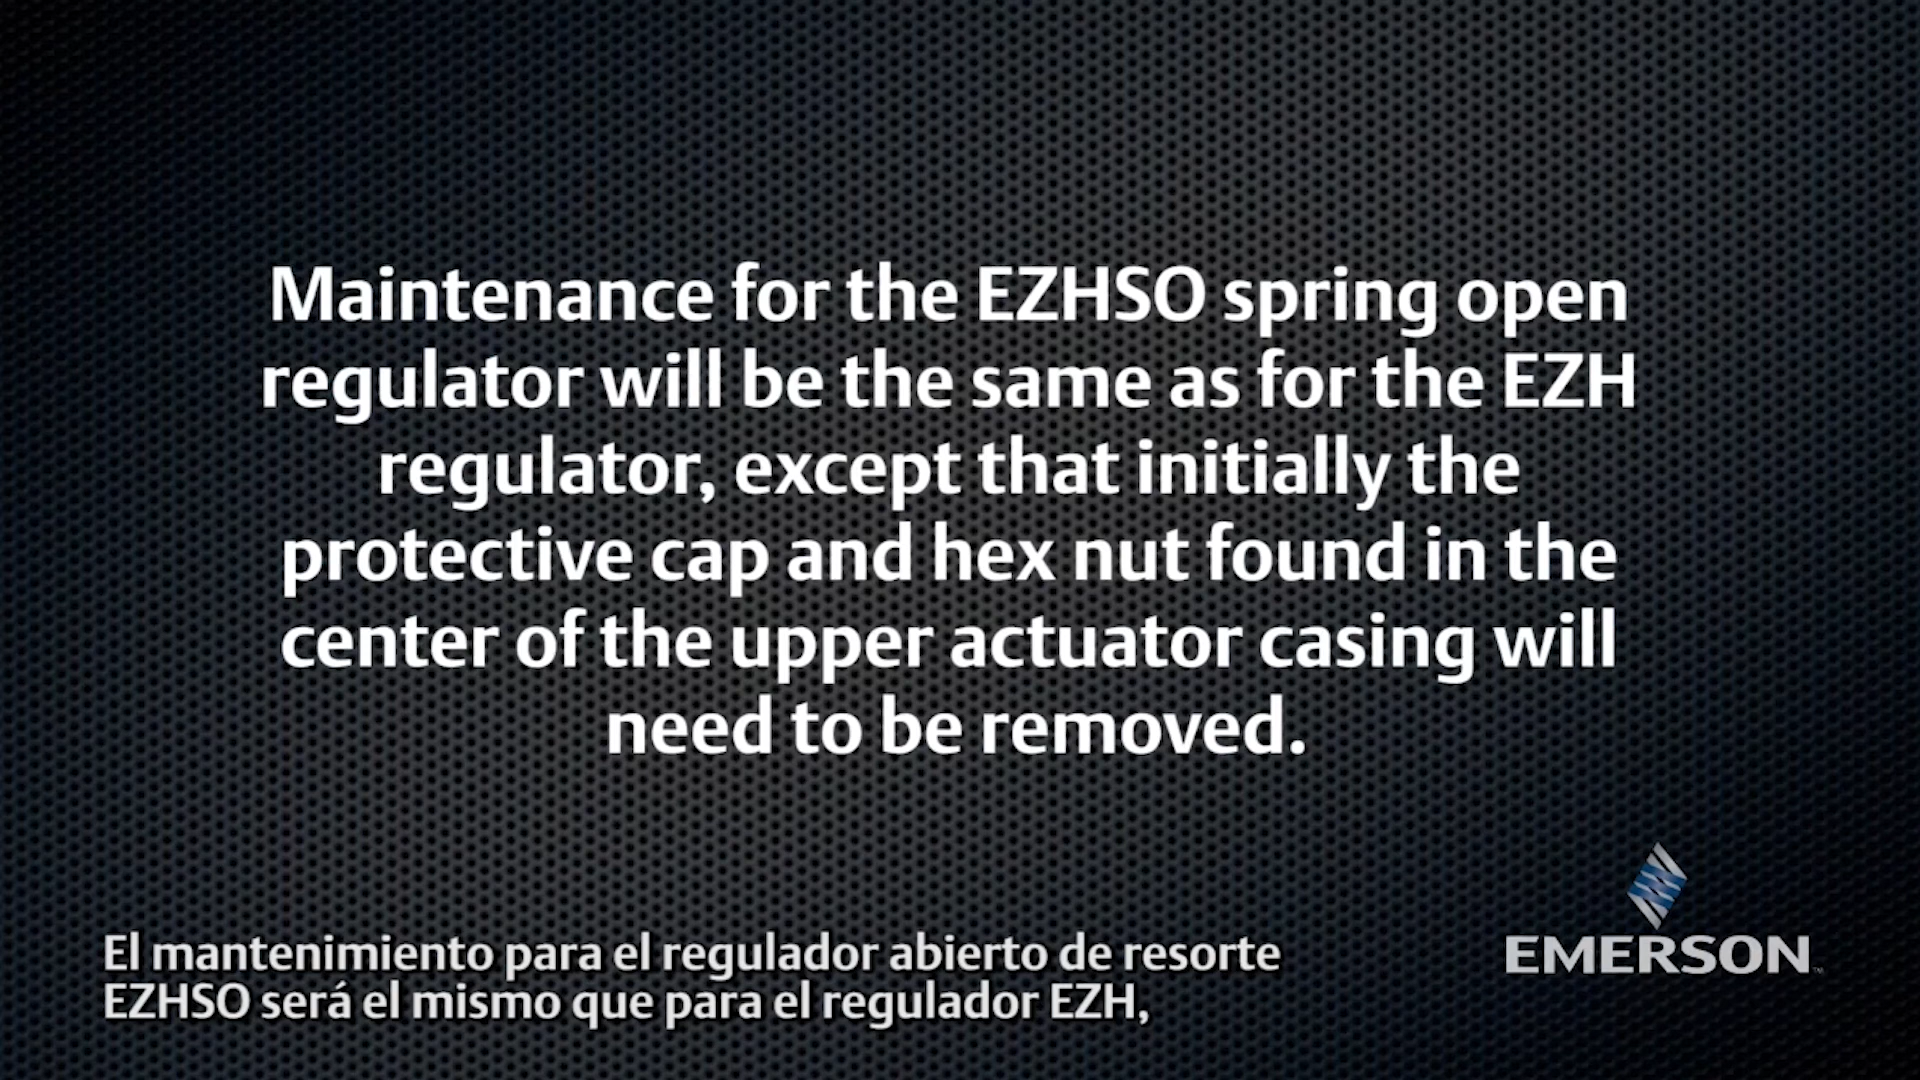 Maintenance for the EZHSO spring open
regulator will be the same as for the EZH
regulator, except that initially the
protective cap and hex nut found in the
center of the upper actuator casing will
need to be removed.
EMERSON™
El mantenimiento para el regulador abierto de resorte
EZHSO será el mismo que para el regulador EZH,